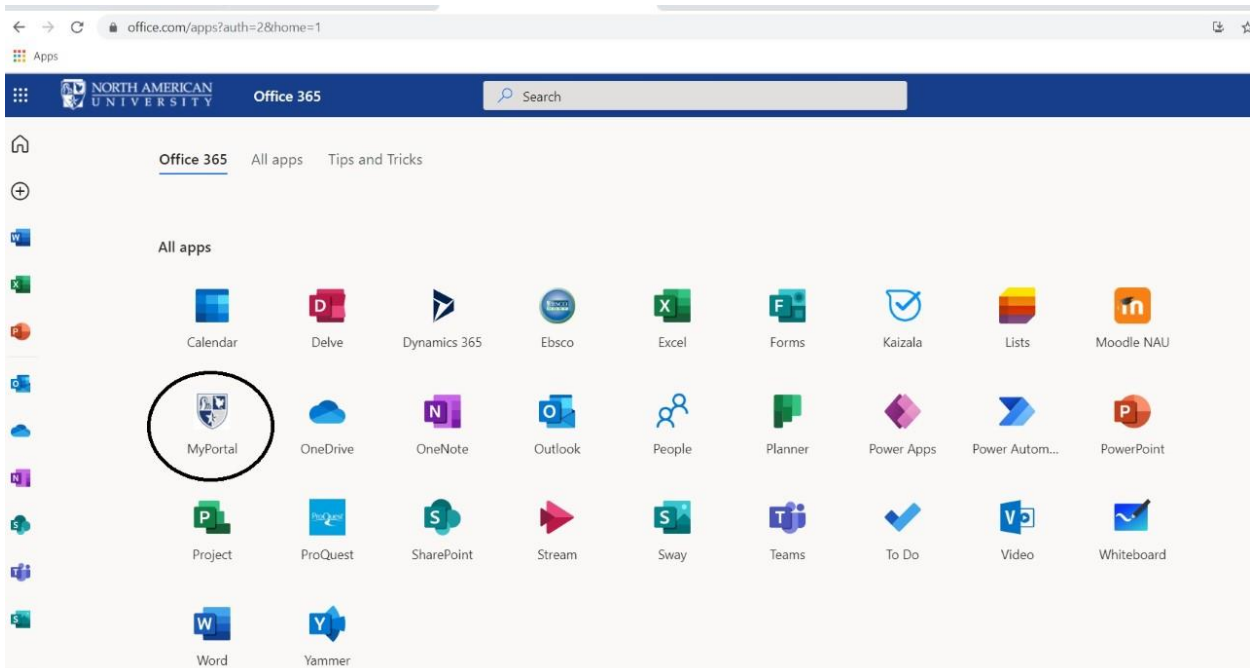 office.com/apps?auth=2&home=1
Apps
NORTH AMERICAN
UNIVERSITY
Office 365
Search
Office 365 All apps Tips and Tricks
All apps
Calendar Delve Dynamics 365 Ebsco Excel Forms Kaizala Lists Moodle NAU
MyPortal OneDrive OneNote Outlook People Planner Power Apps Power Autom... PowerPoint
Project ProQuest SharePoint Stream Sway Teams To Do Video Whiteboard
Word Yammer